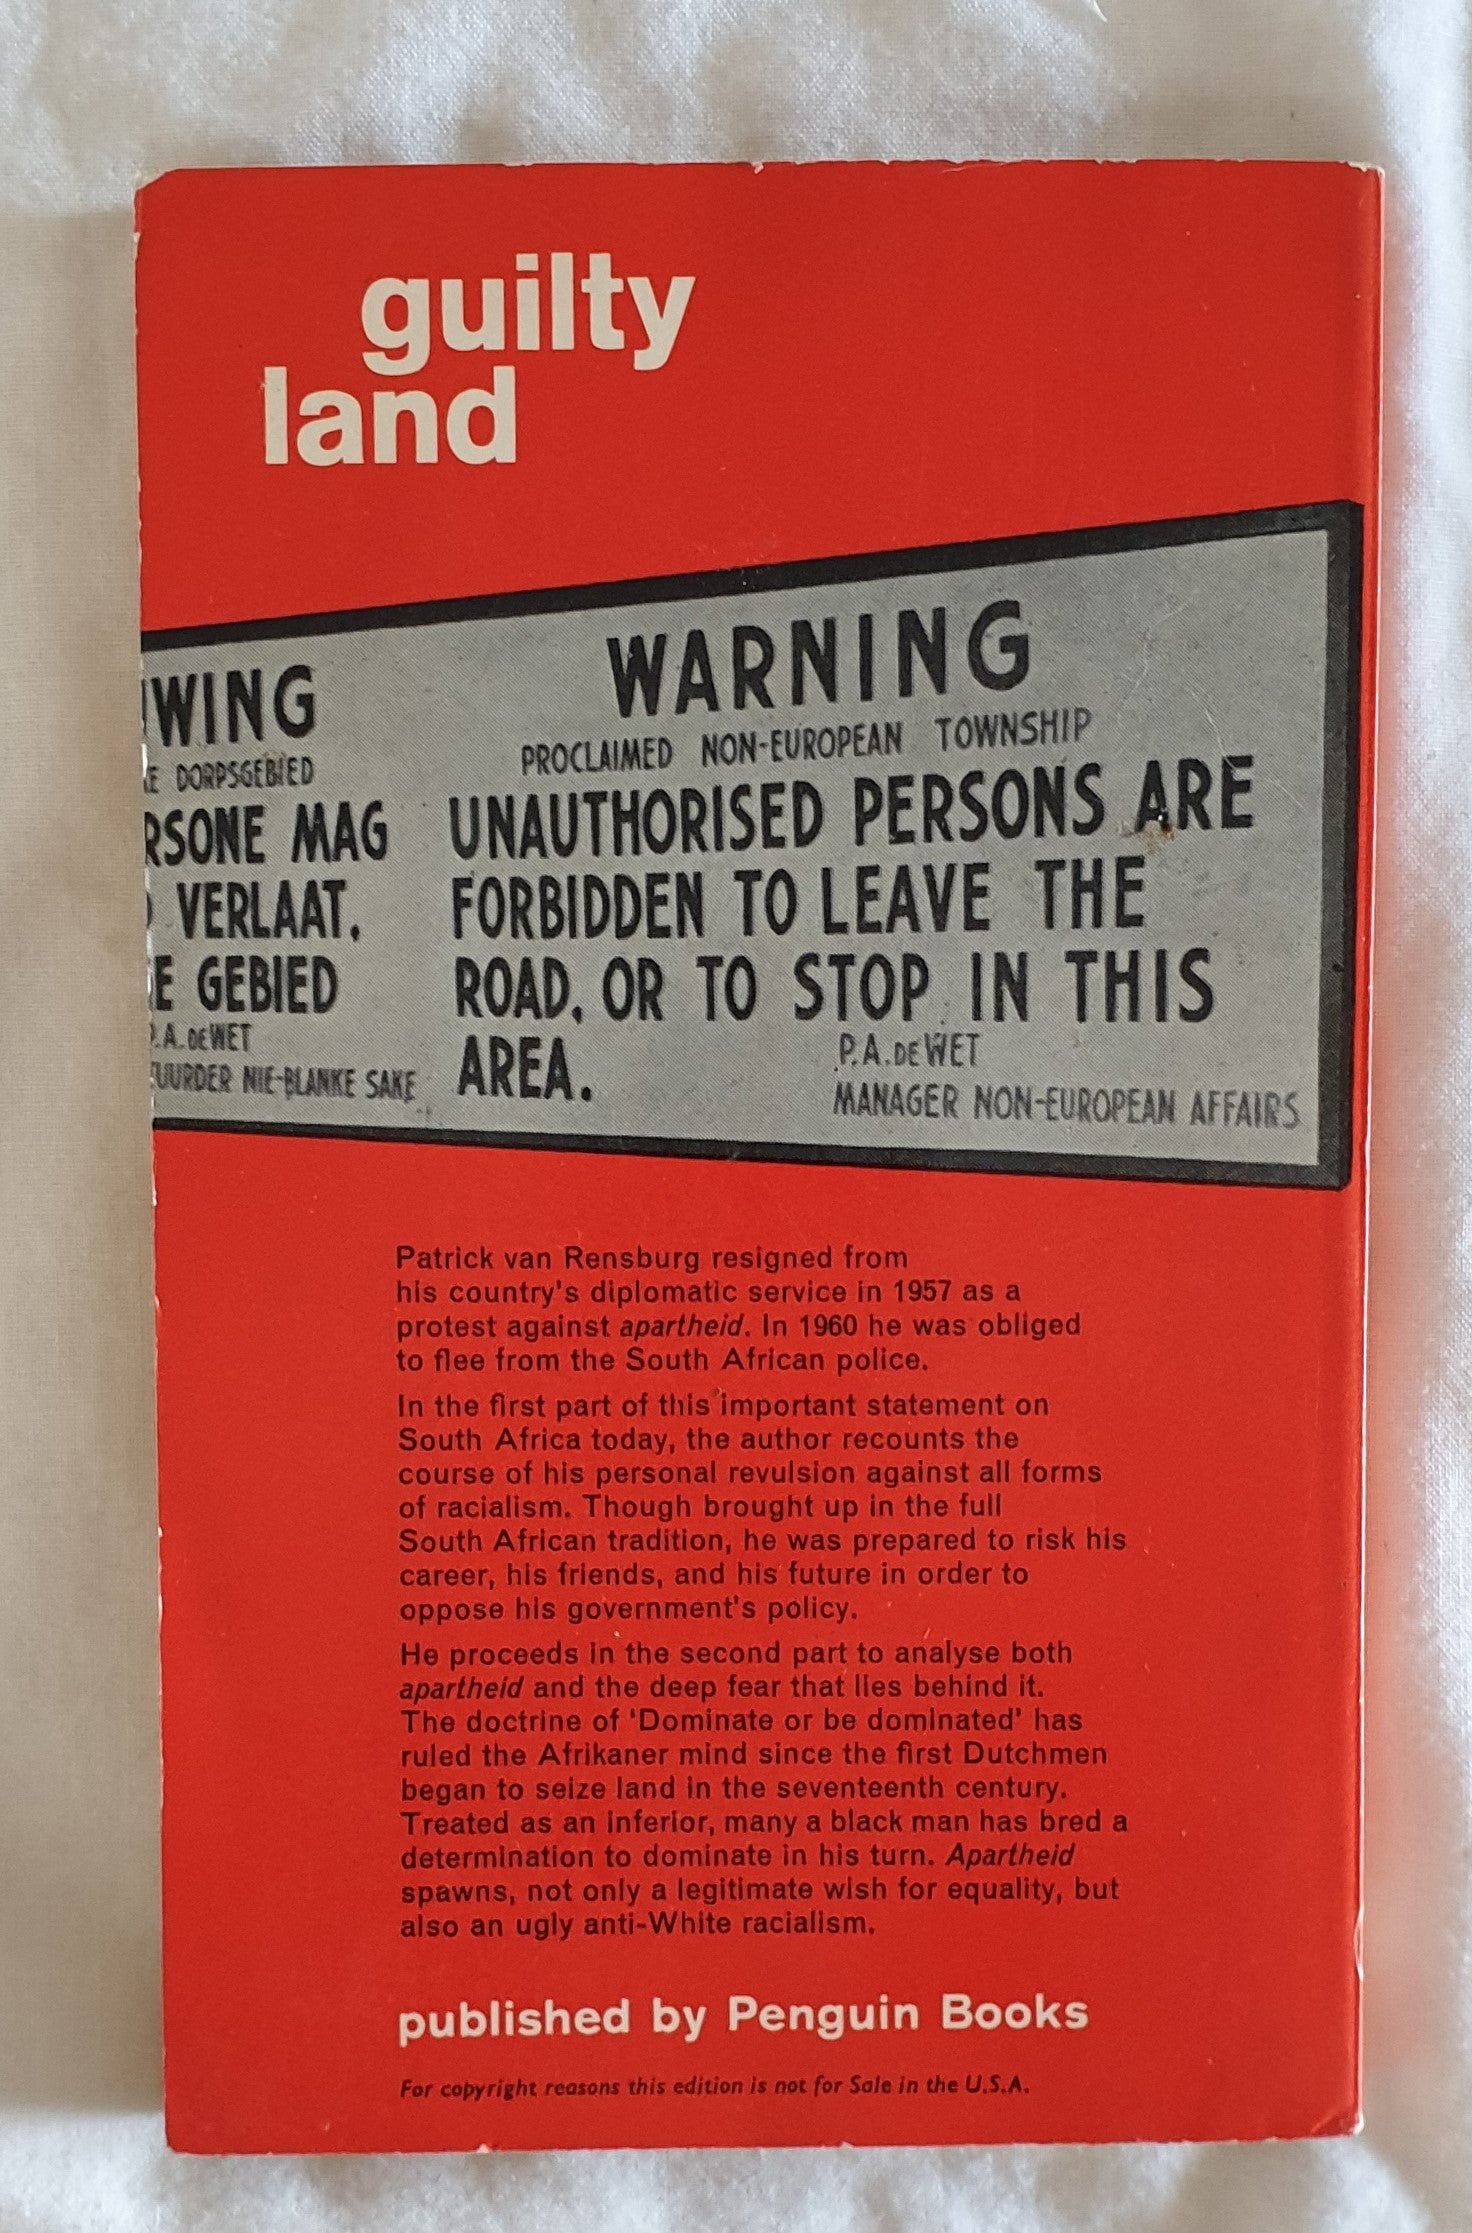 guilty
land
WING
DORPSGEBIED
RSONE MAG
VERLAAT.
E GEBIED
P.A. DE WET
UURDER NIE-BLANKE SAKE
WARNING
PROCLAIMED NON-EUROPEAN TOWNSHIP
UNAUTHORISED PERSONS ARE
FORBIDDEN TO LEAVE THE
ROAD, OR TO STOP IN THIS
AREA.
P.A. DE WET
MANAGER NON-EUROPEAN AFFAIRS
Patrick van Rensburg resigned from
his country's diplomatic service in 1957 as a
protest against apartheid. In 1960 he was obliged
to flee from the South African police.
In the first part of this important statement on
South Africa today, the author recounts the
course of his personal revulsion against all forms
of racialism. Though brought up in the full
South African tradition, he was prepared to risk his
career, his friends, and his future in order to
oppose his government's policy.
He proceeds in the second part to analyse both
apartheid and the deep fear that lies behind it.
The doctrine of 'Dominate or be dominated' has
ruled the Afrikaner mind since the first Dutchmen
began to seize land in the seventeenth century.
Treated as an inferior, many a black man has bred a
determination to dominate in his turn. Apartheid
spawns, not only a legitimate wish for equality, but
also an ugly anti-White racialism.
published by Penguin Books
For copyright reasons this edition is not for Sale in the U.S.A.